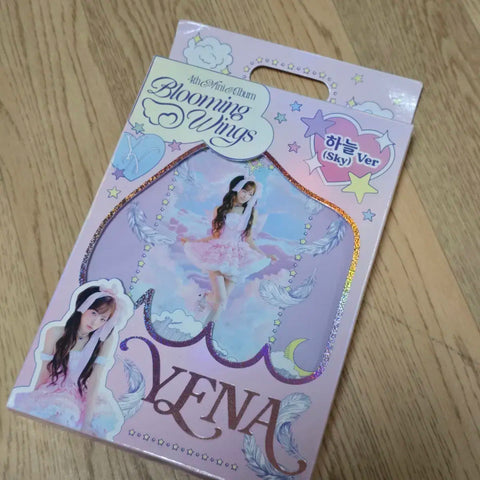 4th Mini Album
Blooming
Wings
하늘 Ver
(Sky)
YENA